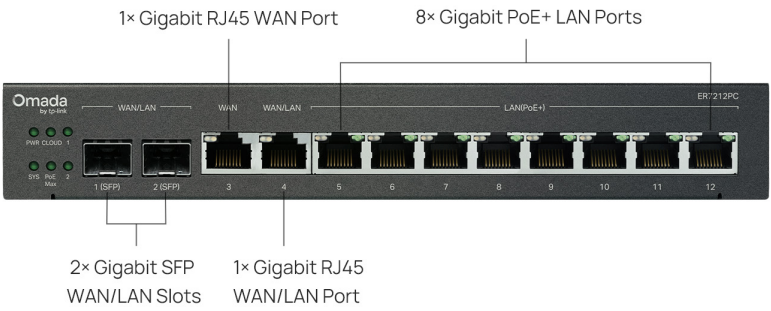 1× Gigabit RJ45 WAN Port
8× Gigabit PoE+ LAN Ports
Omada
by tp-link
WAN/LAN
WAN
WAN/LAN
LAN(PoE+)
ER7212PC
PWR CLOUD 1
SYS PoE Max 2
1 (SFP)
2 (SFP)
3
4
5
6
7
8
9
10
11
12
2× Gigabit SFP
WAN/LAN Slots
1× Gigabit RJ45
WAN/LAN Port